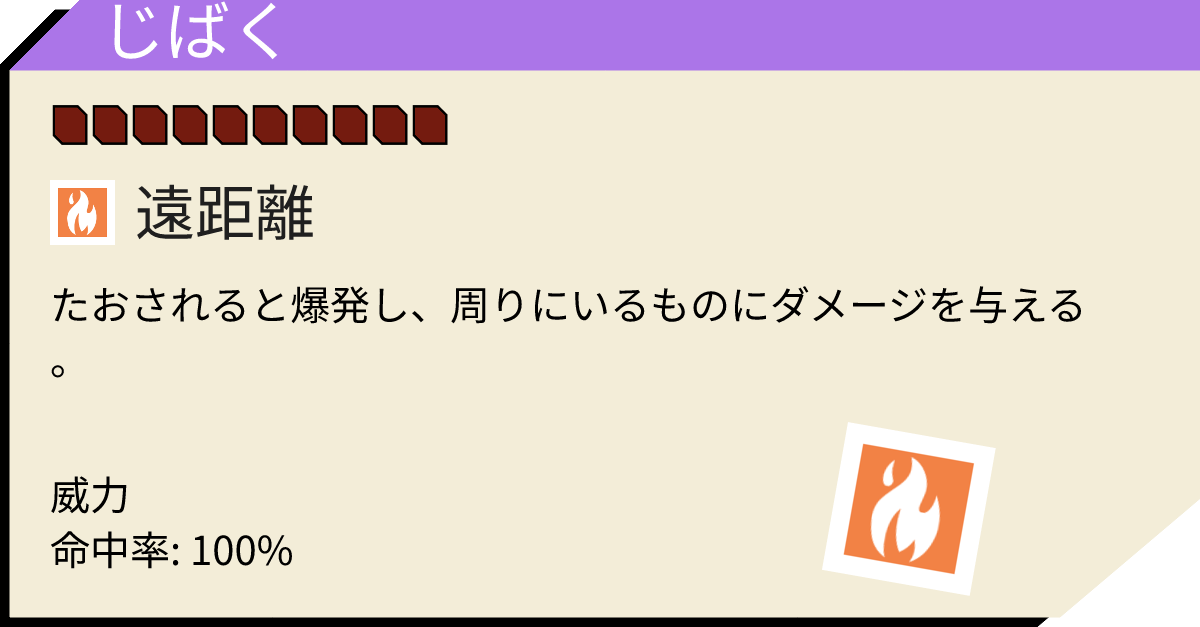 じばく
遠距離
たおされると爆発し、周りにいるものにダメージを与える
。
威力
命中率: 100%